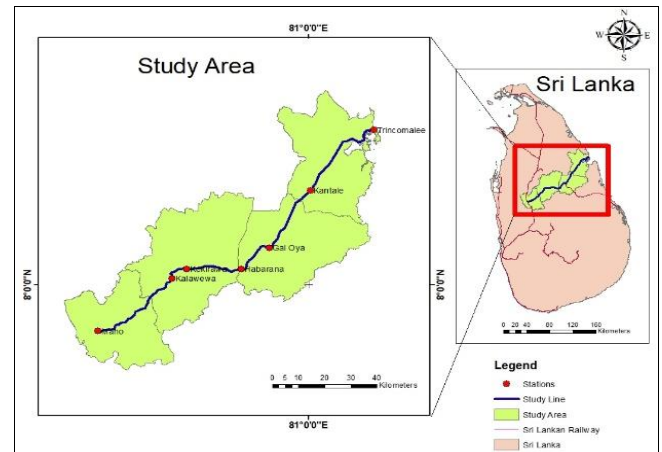 81°0'0"E
Study Area
Trincomalee
Kantale
Gal Oya
Habarana
Kekirawa
Kalawewa
Maho
8°0'0"N
8°0'0"N
0 5 10 20 30 40
Kilometers
81°0'0"E
N
W E
S
Sri Lanka
0 20 40 80 120 160
Kilometers
Legend
Stations
Study Line
Study Area
Sri Lankan Railway
Sri Lanka